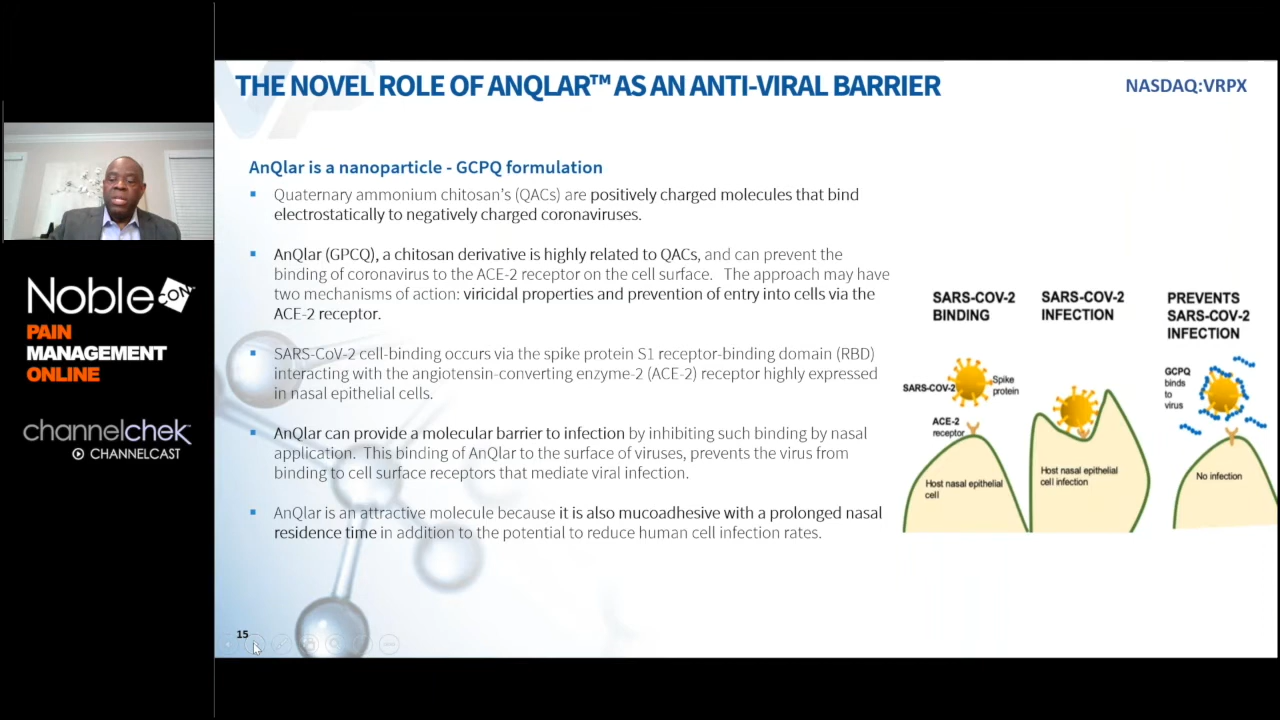 THE NOVEL ROLE OF ANQLAR™ AS AN ANTI-VIRAL BARRIER
NASDAQ:VRPX
AnQlar is a nanoparticle - GCPQ formulation
Quaternary ammonium chitosan's (QACs) are positively charged molecules that bind
electrostatically to negatively charged coronaviruses.
AnQlar (GPCQ), a chitosan derivative is highly related to QACs, and can prevent the
binding of coronavirus to the ACE-2 receptor on the cell surface. The approach may have
two mechanisms of action: viricidal properties and prevention of entry into cells via the
ACE-2 receptor.
SARS-CoV-2 cell-binding occurs via the spike protein S1 receptor-binding domain (RBD)
interacting with the angiotensin-converting enzyme-2 (ACE-2) receptor highly expressed
in nasal epithelial cells.
AnQlar can provide a molecular barrier to infection by inhibiting such binding by nasal
application. This binding of AnQlar to the surface of viruses, prevents the virus from
binding to cell surface receptors that mediate viral infection.
AnQlar is an attractive molecule because it is also mucoadhesive with a prolonged nasal
residence time in addition to the potential to reduce human cell infection rates.
15
SARS-COV-2
BINDING
SARS-COV-2
Spike
protein
ACE-2
receptor
Host nasal epithelial
cell
SARS-COV-2
INFECTION
Host nasal epithelial
cell infection
PREVENTS
SARS-COV-2
INFECTION
GCPQ
binds
to
virus
No infection
Noble
CON
PAIN
MANAGEMENT
ONLINE
channelchek
CHANNELCAST